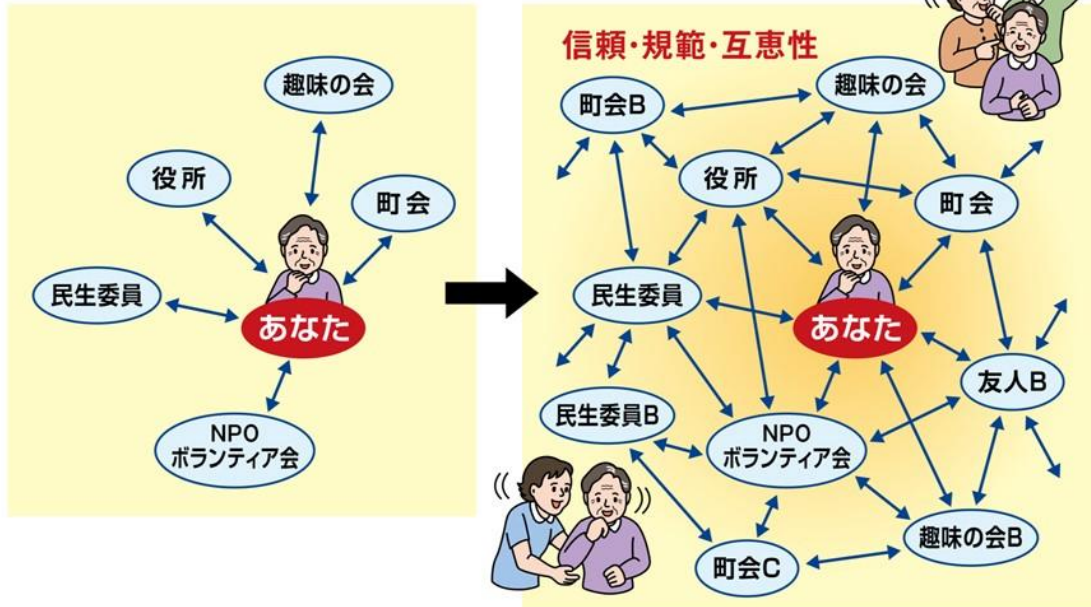 趣味の会
役所
町会
民生委員
あなた
NPO
ボランティア会
信頼・規範・互恵性
町会B
趣味の会
役所
町会
民生委員
あなた
友人B
民生委員B
NPO
ボランティア会
趣味の会B
町会C